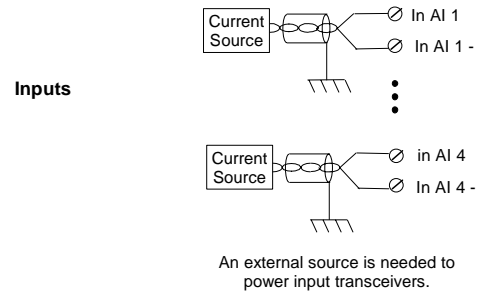 Current
Source
In AI 1
In AI 1 -
Inputs
Current
Source
in AI 4
In AI 4 -
An external source is needed to
power input transceivers.